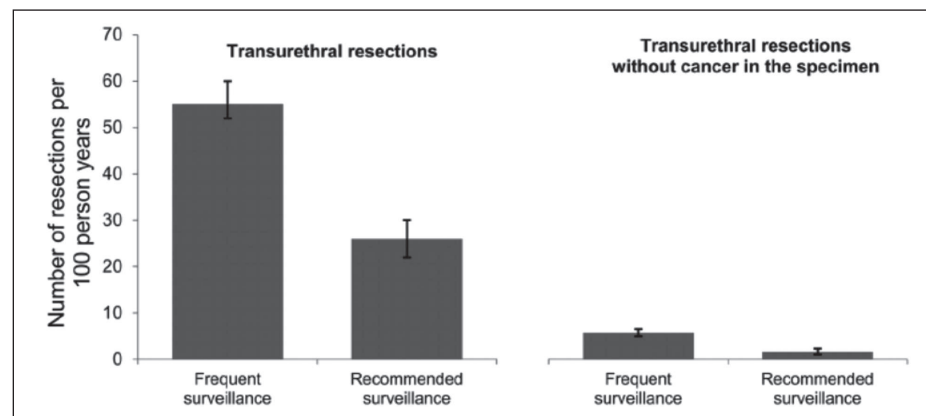 Number of resections per
100 person years
70
60
50
40
30
20
10
0
Transurethral resections
Frequent
surveillance
Recommended
surveillance
Transurethral resections
without cancer in the specimen
Frequent
surveillance
Recommended
surveillance